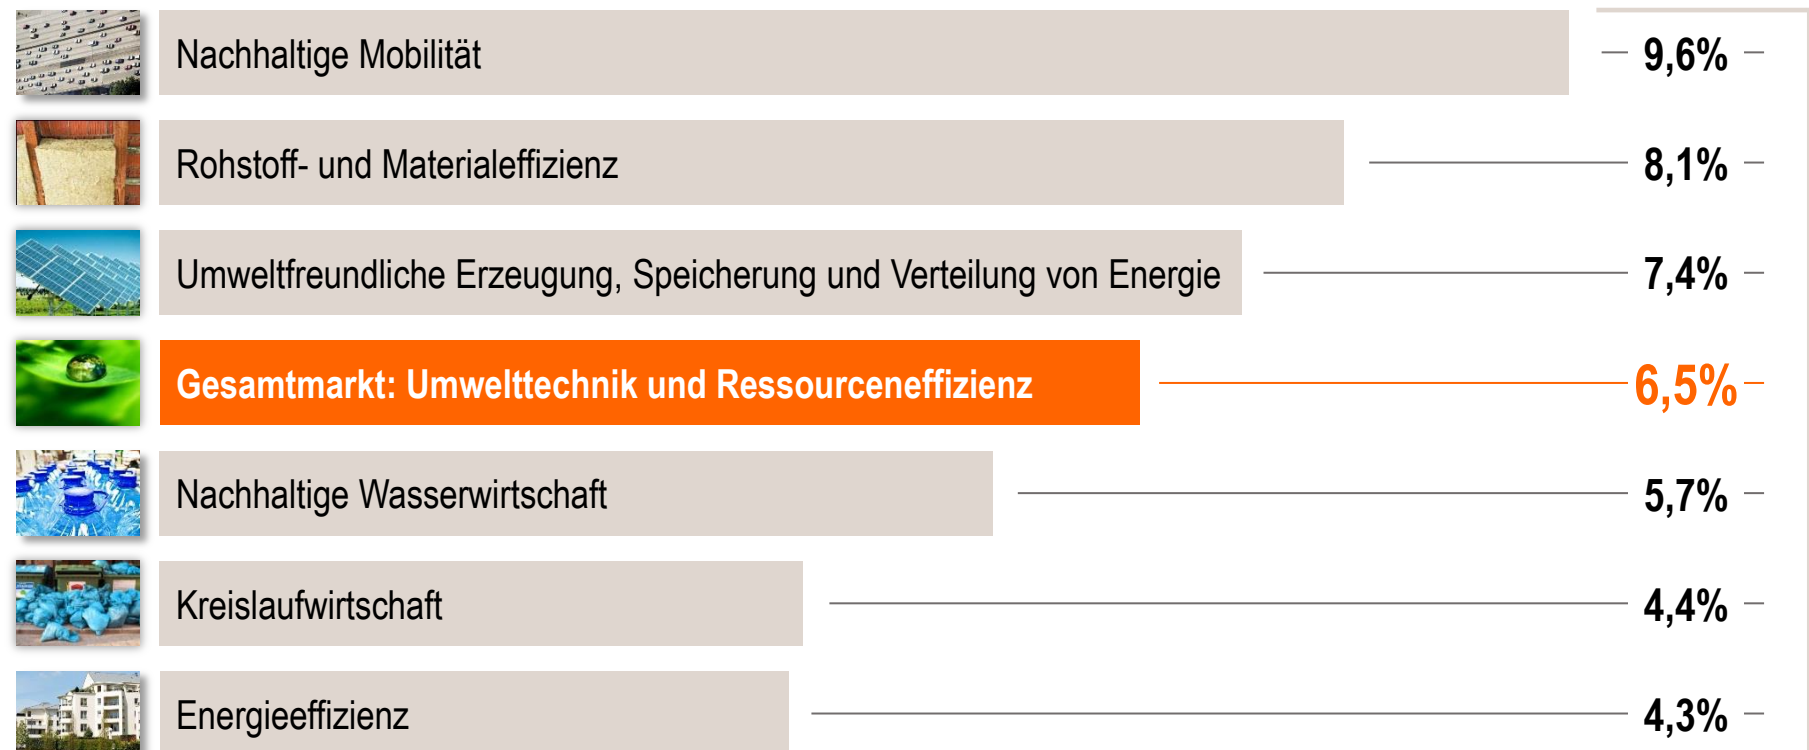 Nachhaltige Mobilität 9,6%
Rohstoff- und Materialeffizienz 8,1%
Umweltfreundliche Erzeugung, Speicherung und Verteilung von Energie 7,4%
Gesamtmarkt: Umwelttechnik und Ressourceneffizienz 6,5%
Nachhaltige Wasserwirtschaft 5,7%
Kreislaufwirtschaft 4,4%
Energieeffizienz 4,3%